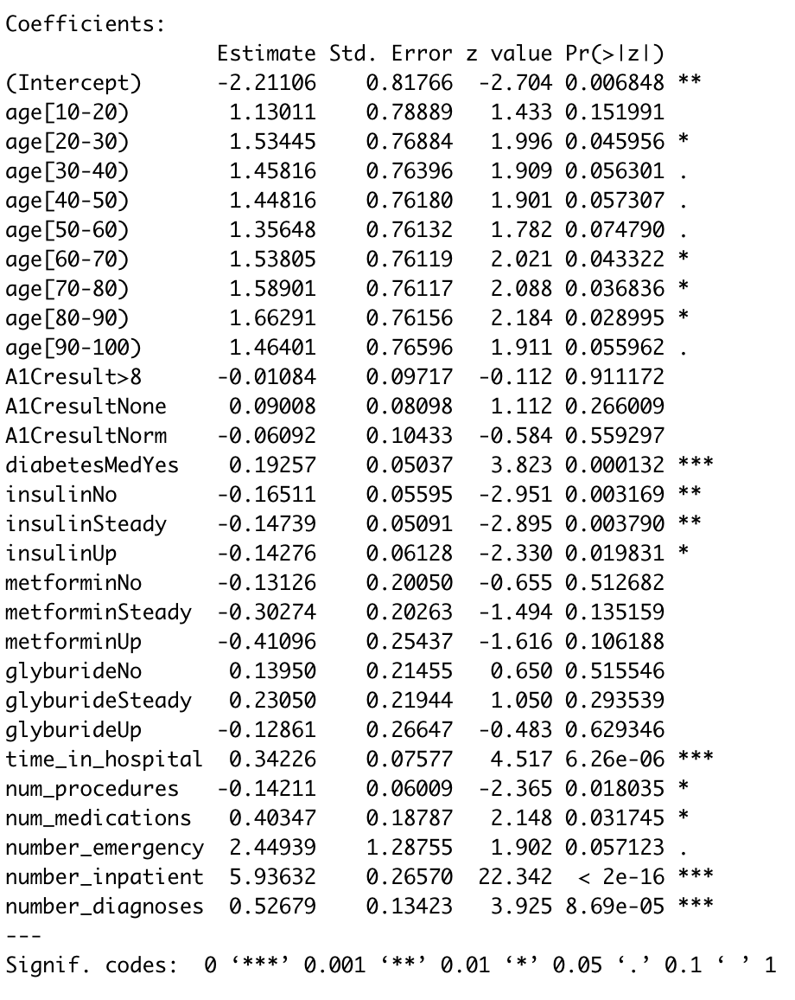 Coefficients:
                 Estimate Std. Error z value Pr(>|z|)
(Intercept)      -2.21106    0.81766  -2.704 0.006848 **
age[10-20)        1.13011    0.78889   1.433 0.151991
age[20-30)        1.53445    0.76884   1.996 0.045956 *
age[30-40)        1.45816    0.76396   1.909 0.056301 .
age[40-50)        1.44816    0.76180   1.901 0.057307 .
age[50-60)        1.35648    0.76132   1.782 0.074790 .
age[60-70)        1.53805    0.76119   2.021 0.043322 *
age[70-80)        1.58901    0.76117   2.088 0.036836 *
age[80-90)        1.66291    0.76156   2.184 0.028995 *
age[90-100)       1.46401    0.76596   1.911 0.055962 .
A1Cresult>8      -0.01084    0.09717  -0.112 0.911172
A1CresultNone     0.09008    0.08098   1.112 0.266009
A1CresultNorm    -0.06092    0.10433  -0.584 0.559297
diabetesMedYes    0.19257    0.05037   3.823 0.000132 ***
insulinNo        -0.16511    0.05595  -2.951 0.003169 **
insulinSteady    -0.14739    0.05091  -2.895 0.003790 **
insulinUp        -0.14276    0.06128  -2.330 0.019831 *
metforminNo      -0.13126    0.20050  -0.655 0.512682
metforminSteady  -0.30274    0.20263  -1.494 0.135159
metforminUp      -0.41096    0.25437  -1.616 0.106188
glyburideNo       0.13950    0.21455   0.650 0.515546
glyburideSteady   0.23050    0.21944   1.050 0.293539
glyburideUp      -0.12861    0.26647  -0.483 0.629346
time_in_hospital  0.34226    0.07577   4.517 6.26e-06 ***
num_procedures   -0.14211    0.06009  -2.365 0.018035 *
num_medications   0.40347    0.18787   2.148 0.031745 *
number_emergency  2.44939    1.28755   1.902 0.057123 .
number_inpatient  5.93632    0.26570  22.342  < 2e-16 ***
number_diagnoses  0.52679    0.13423   3.925 8.69e-05 ***
---
Signif. codes:  0 ‘***’ 0.001 ‘**’ 0.01 ‘*’ 0.05 ‘.’ 0.1 ‘ ’ 1